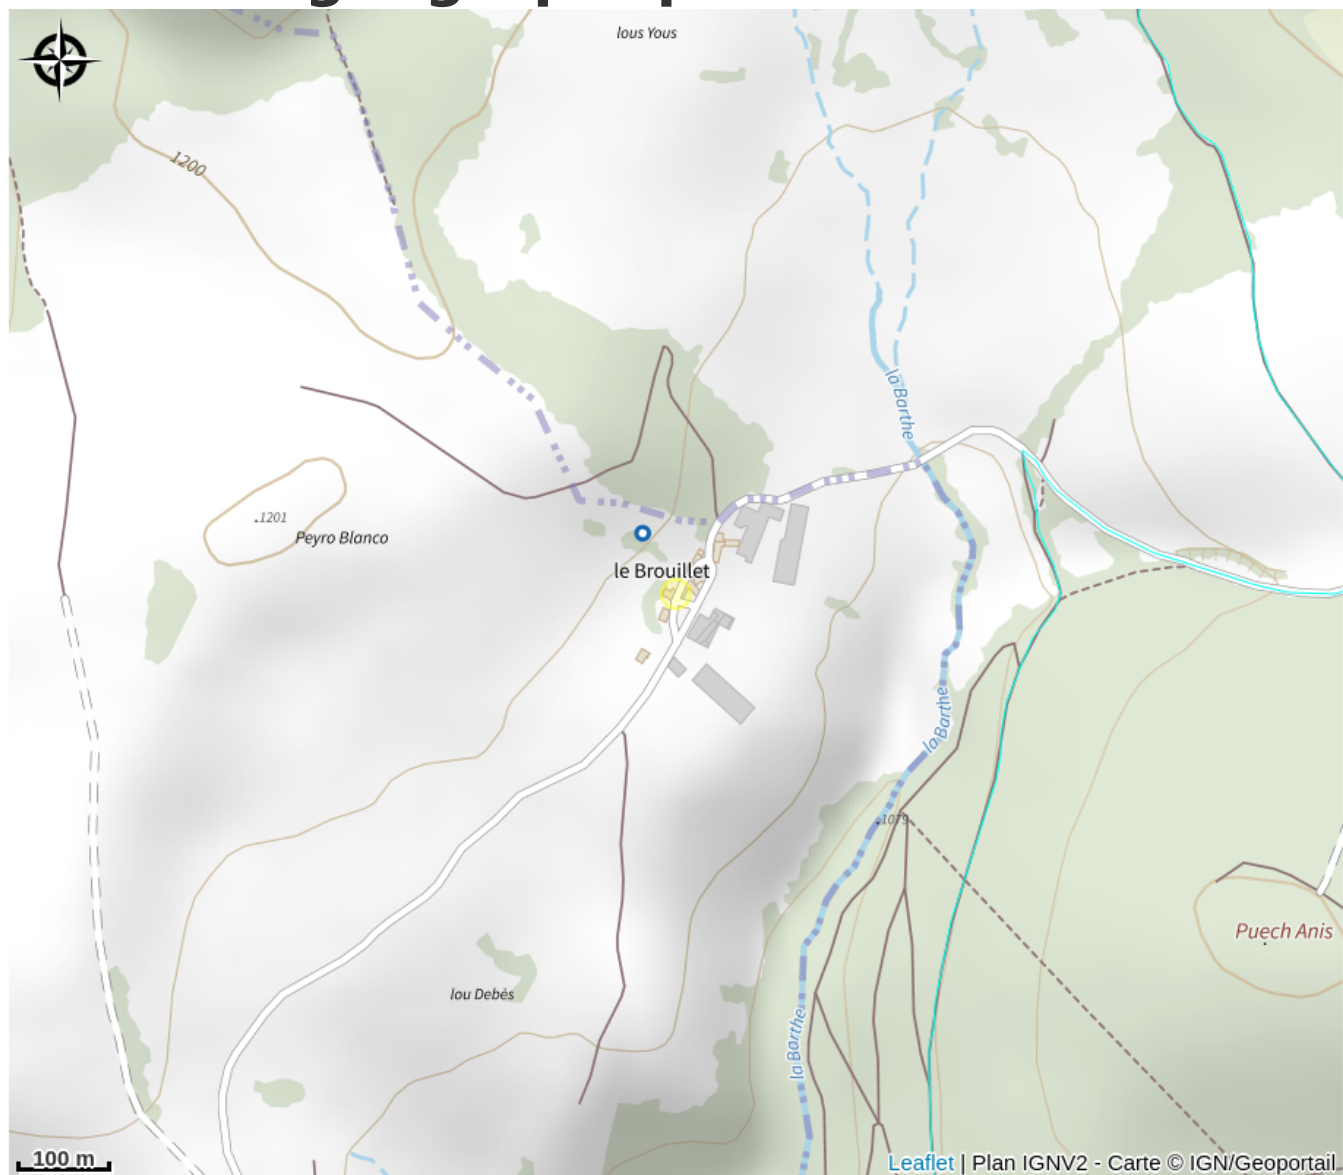 lous Yous
1200
la Barthe
1201
Peyro Blanco
le Brouillet
la Barthe
1079
Puech Anis
lou Debès
la Barthe
100 m
Leaflet | Plan IGNV2 - Carte © IGN/Geoportail